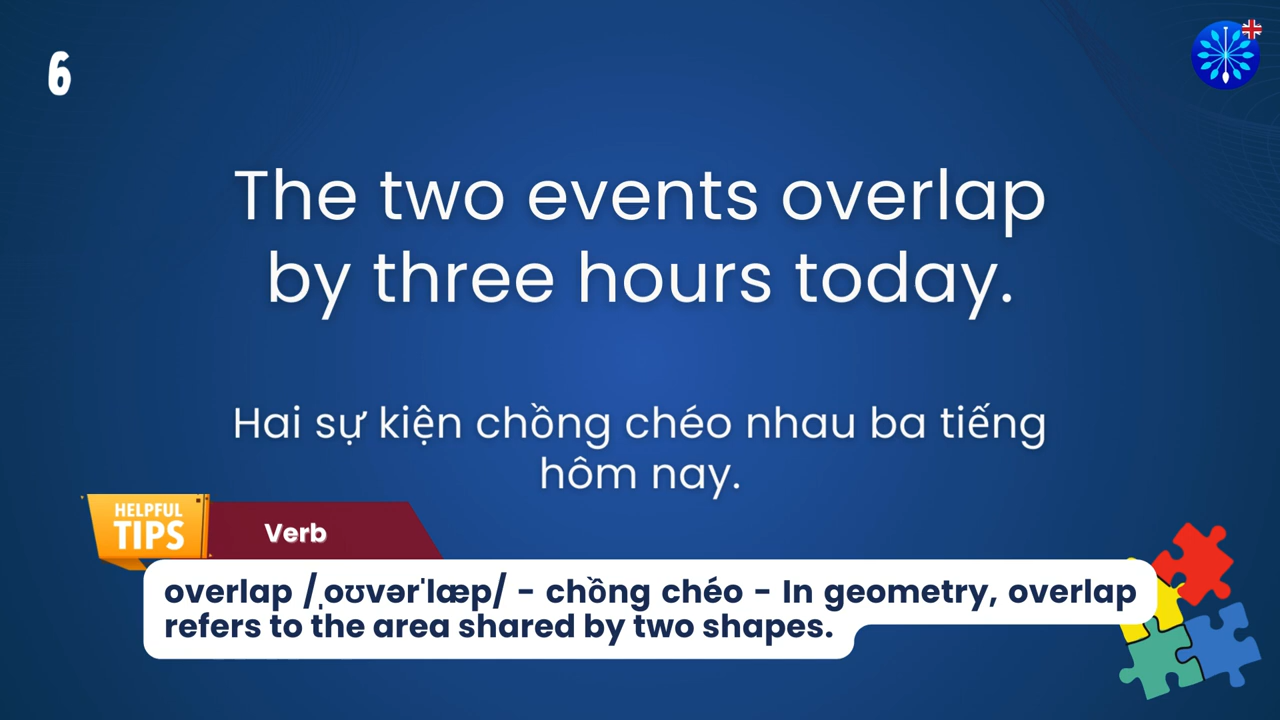 6
The two events overlap
by three hours today.
Hai sự kiện chồng chéo nhau ba tiếng
hôm nay.
HELPFUL
TIPS
Verb
overlap /ˌoʊvərˈlæp/ - chồng chéo - In geometry, overlap
refers to the area shared by two shapes.